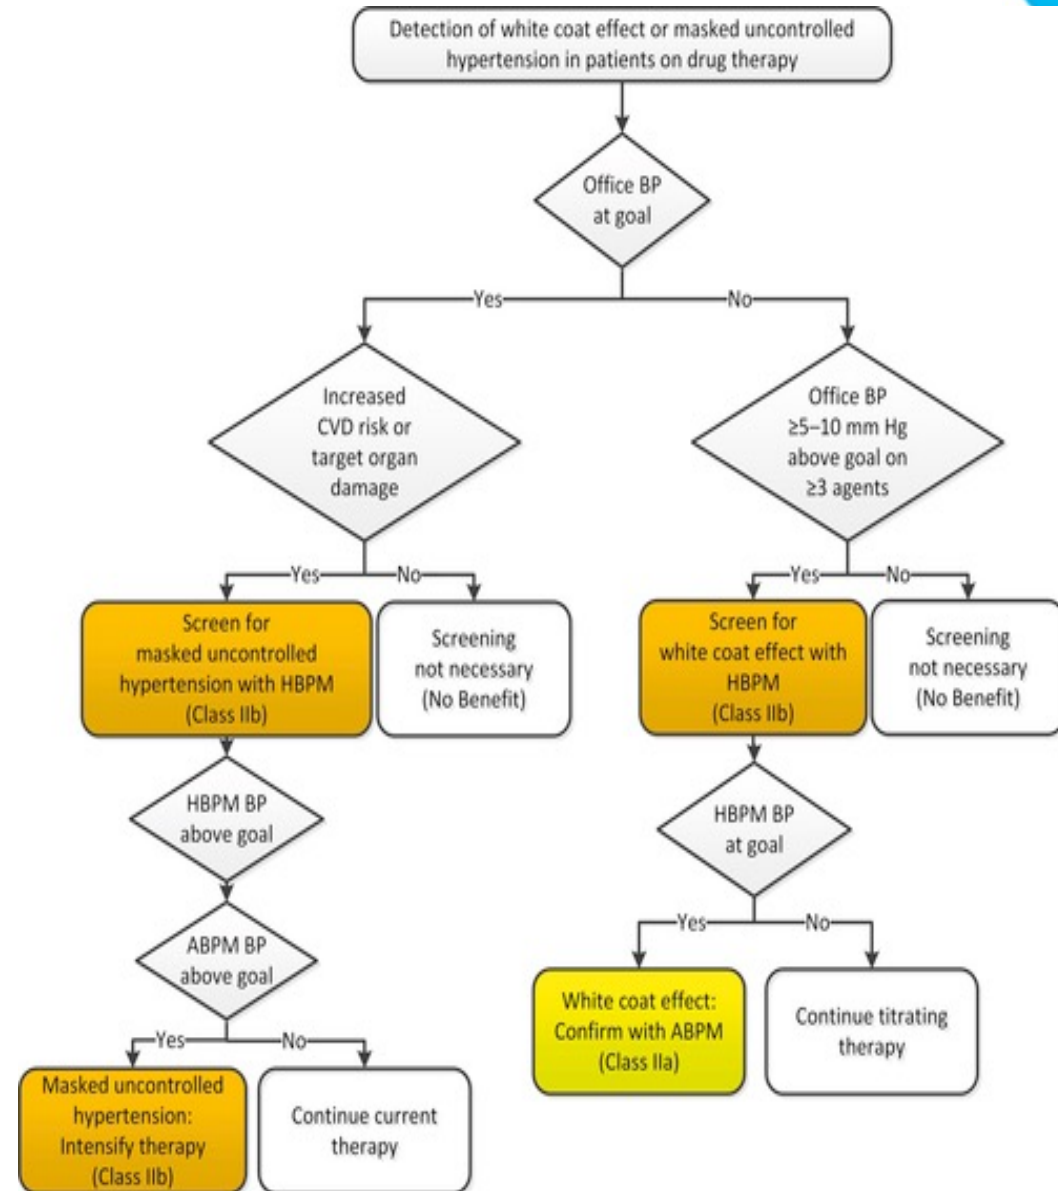 Detection of white coat effect or masked uncontrolled
hypertension in patients on drug therapy
Office BP
at goal
Yes
No
Increased
CVD risk or
target organ
damage
Office BP
≥5–10 mm Hg
above goal on
≥3 agents
Yes
No
Yes
No
Screen for
masked uncontrolled
hypertension with HBPM
(Class IIb)
Screening
not necessary
(No Benefit)
Screen for
white coat effect with
HBPM
(Class IIb)
Screening
not necessary
(No Benefit)
HBPM BP
above goal
HBPM BP
at goal
ABPM BP
above goal
Yes
No
White coat effect:
Confirm with ABPM
(Class IIa)
Continue titrating
therapy
Yes
No
Masked uncontrolled
hypertension:
Intensify therapy
(Class IIb)
Continue current
therapy